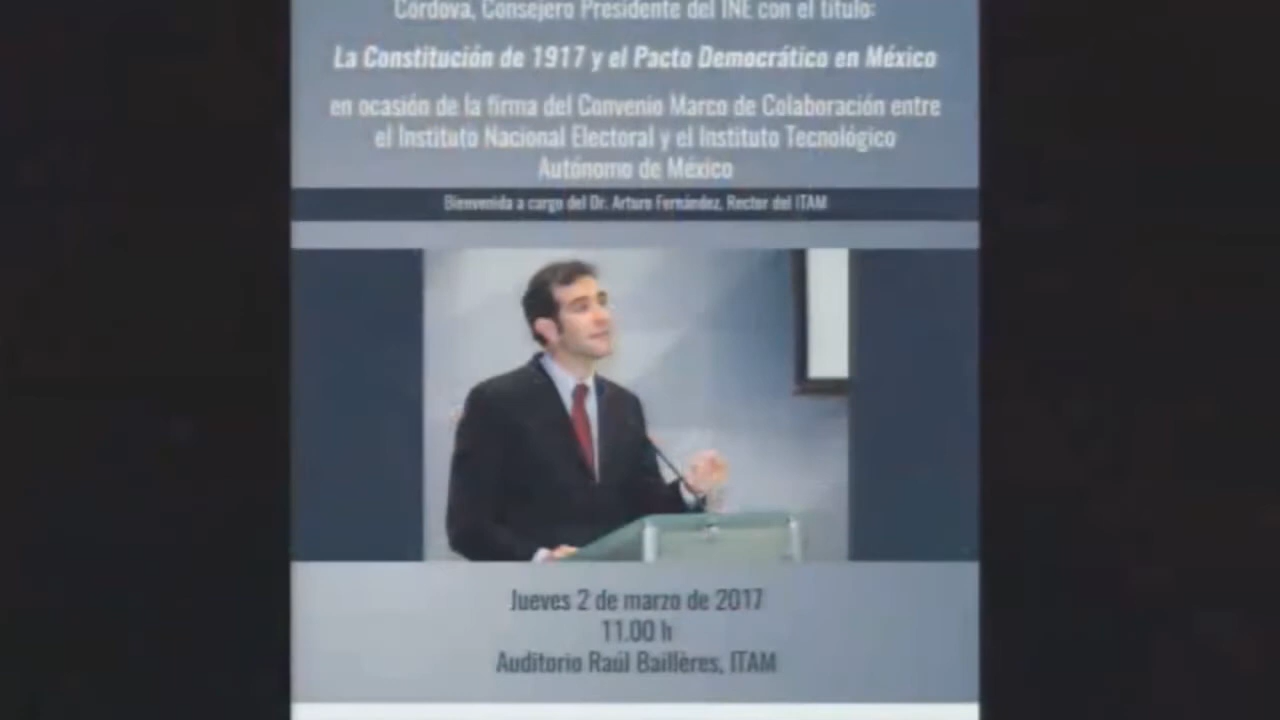 Córdova, Consejero Presidente del INE con el título:
La Constitución de 1917 y el Pacto Democrático en México
en ocasión de la firma del Convenio Marco de Colaboración entre
el Instituto Nacional Electoral y el Instituto Tecnológico
Autónomo de México
Bienvenida a cargo del Dr. Arturo Fernández, Rector del ITAM
Jueves 2 de marzo de 2017
11.00 h
Auditorio Raúl Baillères, ITAM